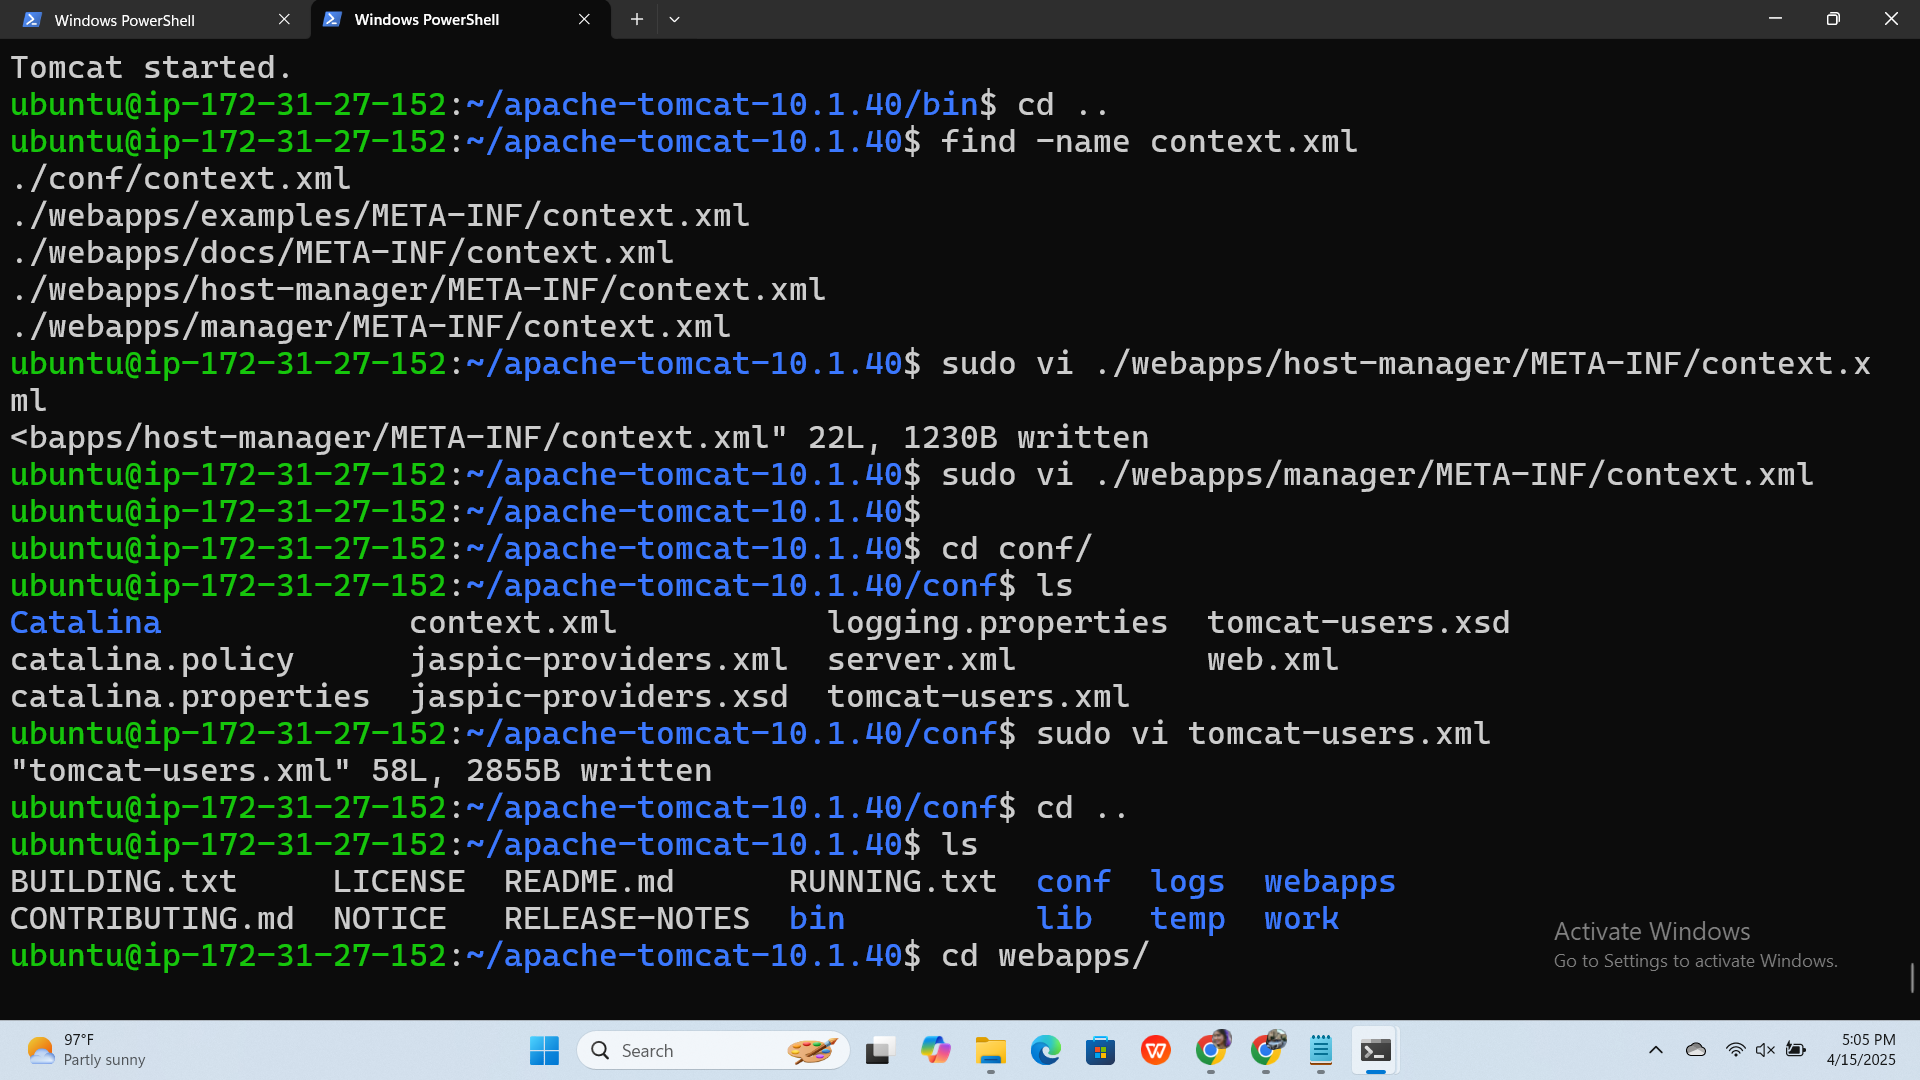 Windows PowerShell
Windows PowerShell
Tomcat started.
ubuntu@ip-172-31-27-152:~/apache-tomcat-10.1.40/bin$ cd ..
ubuntu@ip-172-31-27-152:~/apache-tomcat-10.1.40$ find -name context.xml
./conf/context.xml
./webapps/examples/META-INF/context.xml
./webapps/docs/META-INF/context.xml
./webapps/host-manager/META-INF/context.xml
./webapps/manager/META-INF/context.xml
ubuntu@ip-172-31-27-152:~/apache-tomcat-10.1.40$ sudo vi ./webapps/host-manager/META-INF/context.x
ml
<bapps/host-manager/META-INF/context.xml" 22L, 1230B written
ubuntu@ip-172-31-27-152:~/apache-tomcat-10.1.40$ sudo vi ./webapps/manager/META-INF/context.xml
ubuntu@ip-172-31-27-152:~/apache-tomcat-10.1.40$
ubuntu@ip-172-31-27-152:~/apache-tomcat-10.1.40$ cd conf/
ubuntu@ip-172-31-27-152:~/apache-tomcat-10.1.40/conf$ ls
Catalina             context.xml           logging.properties  tomcat-users.xsd
catalina.policy      jaspic-providers.xml  server.xml          web.xml
catalina.properties  jaspic-providers.xsd  tomcat-users.xml
ubuntu@ip-172-31-27-152:~/apache-tomcat-10.1.40/conf$ sudo vi tomcat-users.xml
"tomcat-users.xml" 58L, 2855B written
ubuntu@ip-172-31-27-152:~/apache-tomcat-10.1.40/conf$ cd ..
ubuntu@ip-172-31-27-152:~/apache-tomcat-10.1.40$ ls
BUILDING.txt     LICENSE  README.md      RUNNING.txt  conf  logs  webapps
CONTRIBUTING.md  NOTICE   RELEASE-NOTES  bin          lib   temp  work
ubuntu@ip-172-31-27-152:~/apache-tomcat-10.1.40$ cd webapps/
Activate Windows
Go to Settings to activate Windows.
97°F
Partly sunny
Search
5:05 PM
4/15/2025